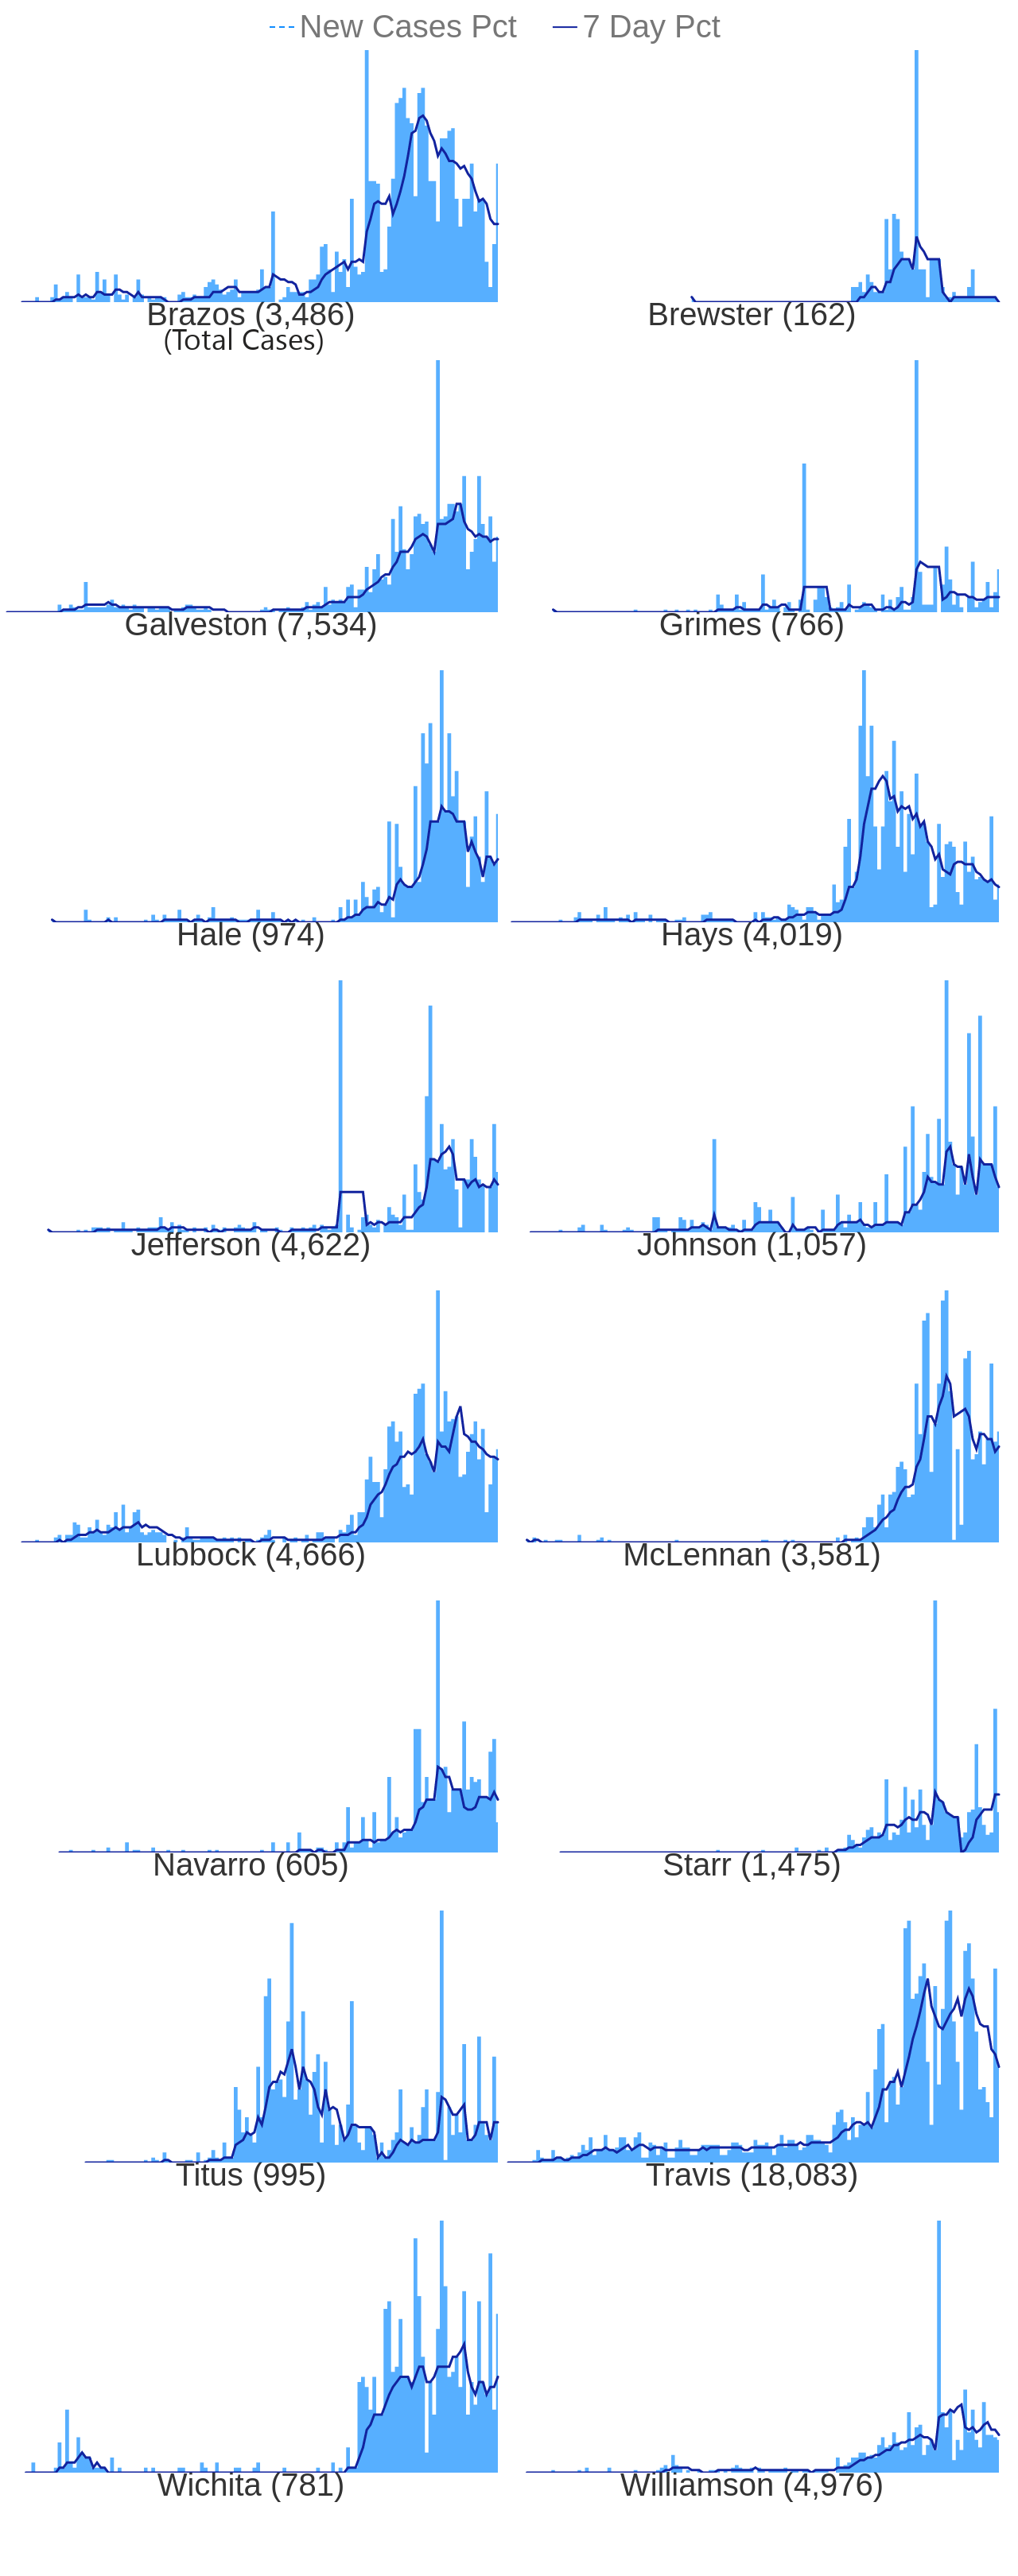 New Cases Pct 7 Day Pct
Brazos (3,486) Brewster (162)
(Total Cases)
Galveston (7,534) Grimes (766)
Hale (974) Hays (4,019)
Jefferson (4,622) Johnson (1,057)
Lubbock (4,666) McLennan (3,581)
Navarro (605) Starr (1,475)
Titus (995) Travis (18,083)
Wichita (781) Williamson (4,976)